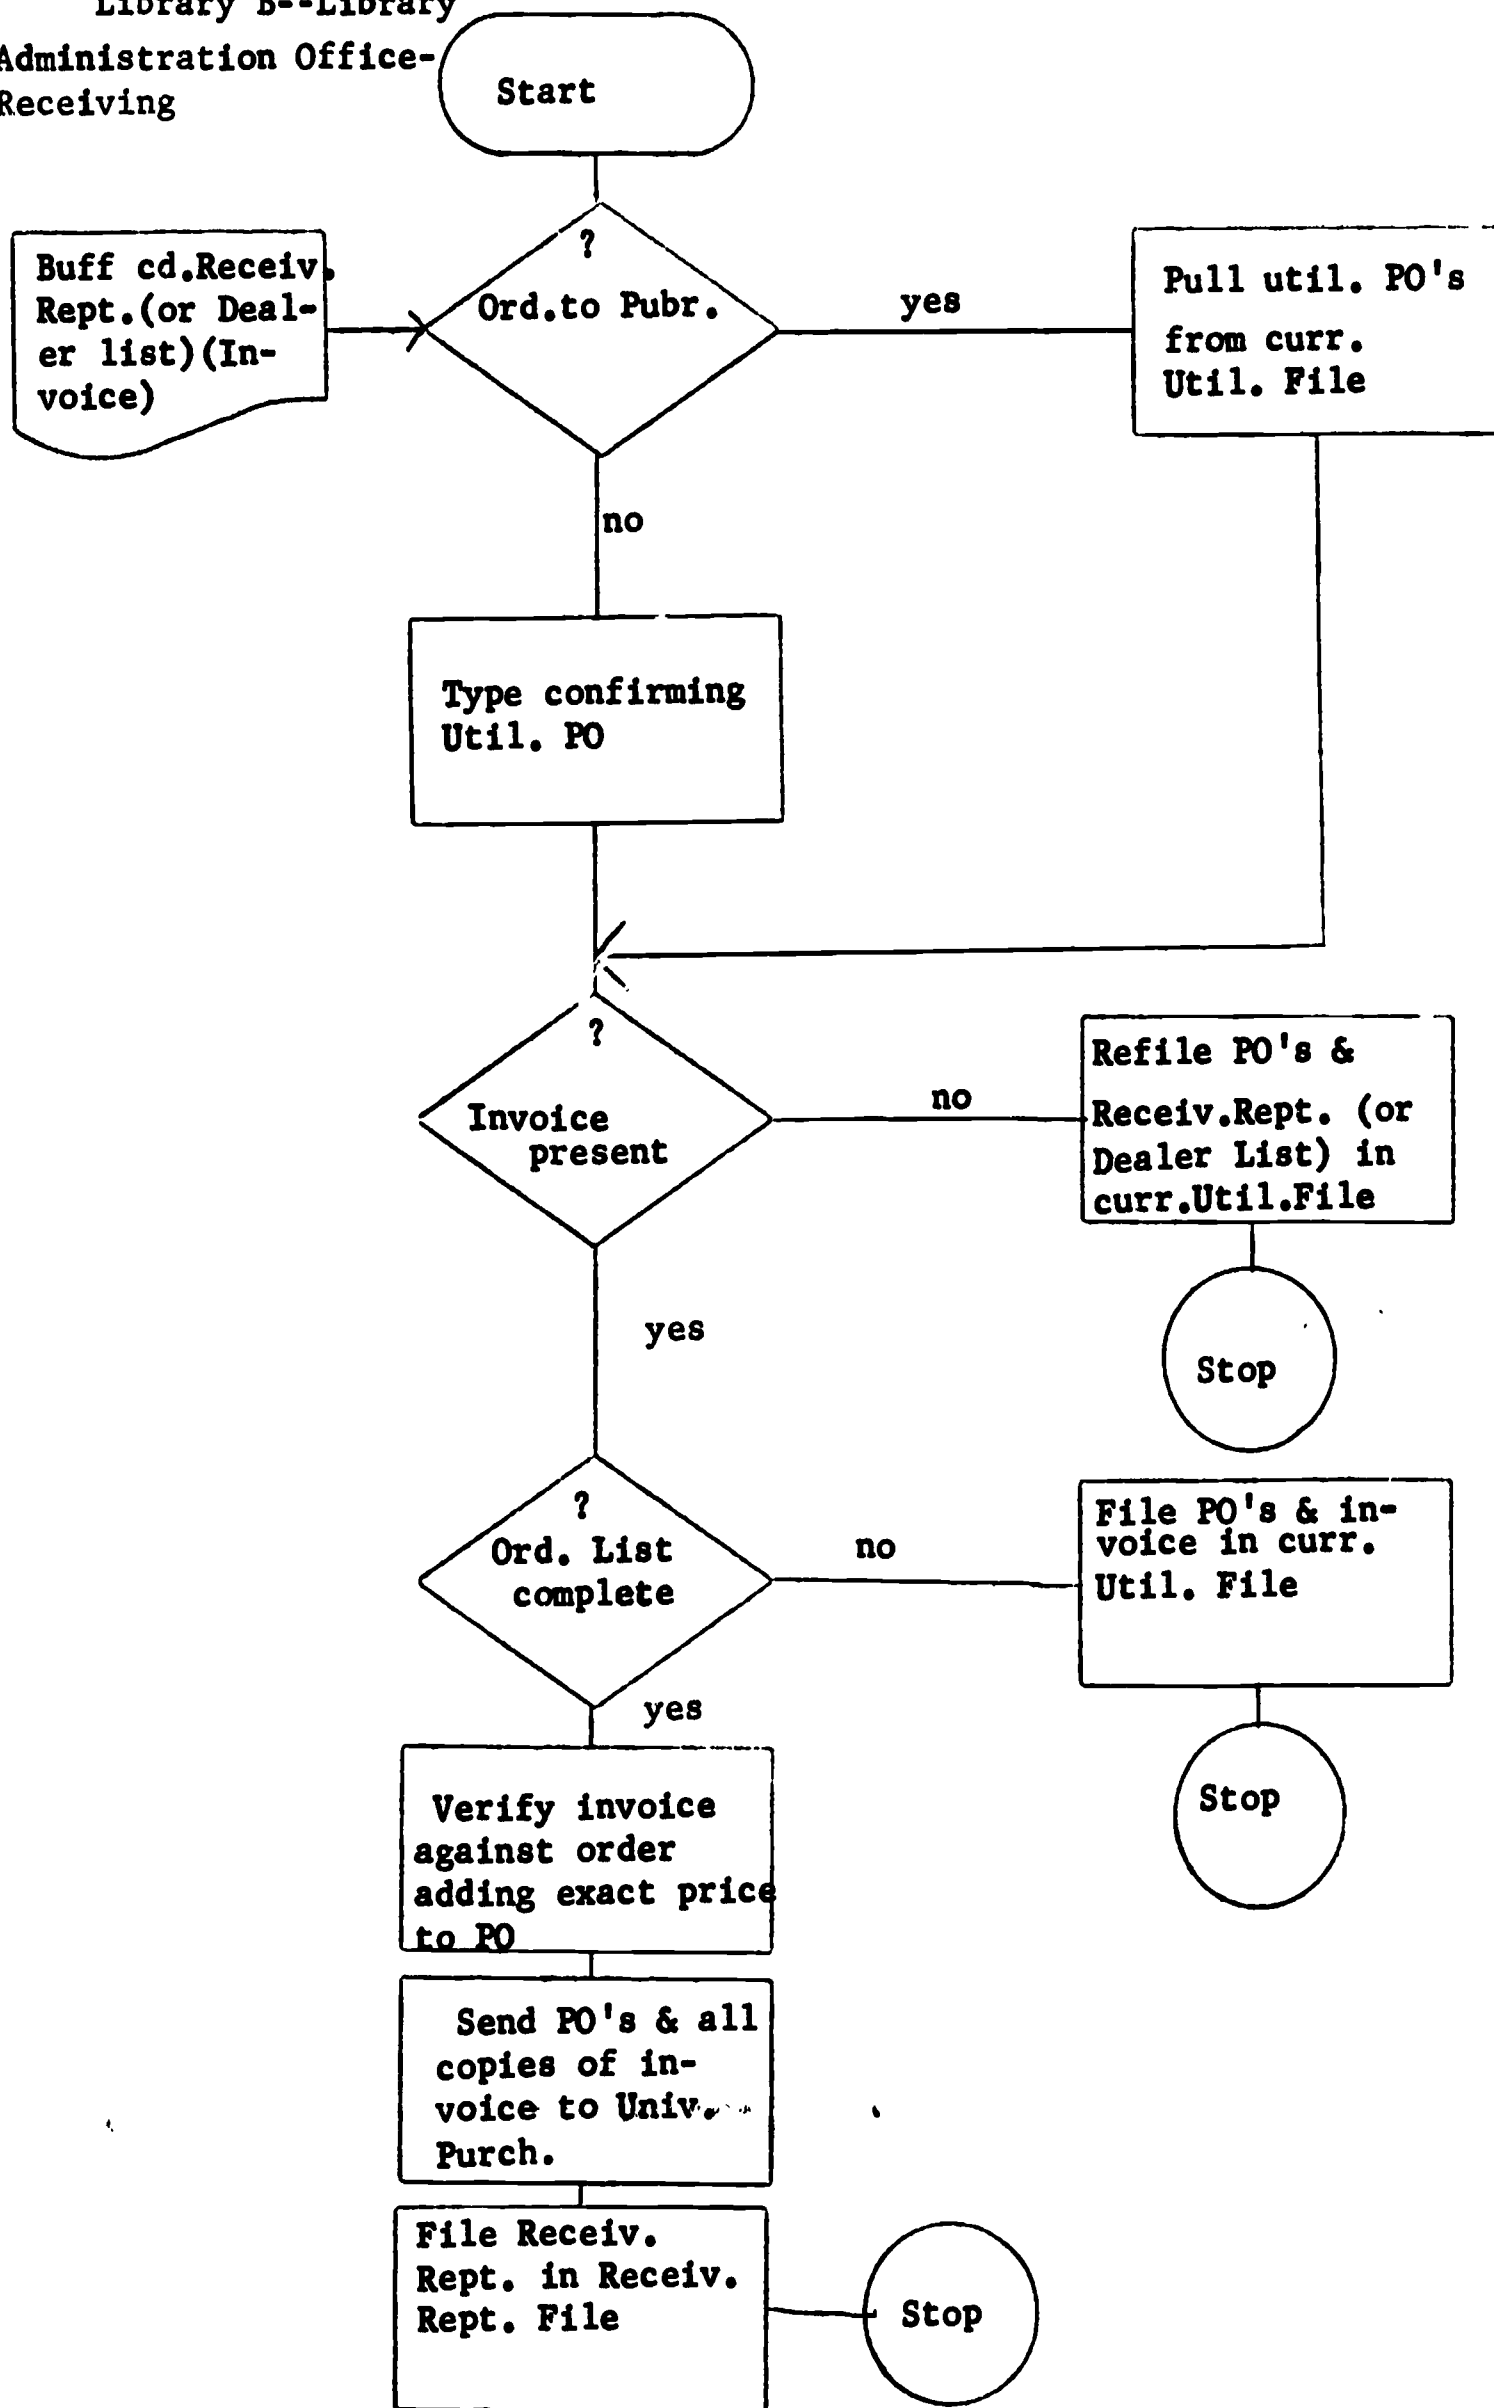 Library B--Library
Administration Office-
Receiving
Start
Buff cd.Receiv.
Rept.(or Deal-
er list)(In-
voice)
?
Ord.to Pubr.
yes
Pull util. PO's
from curr.
Util. File
no
Type confirming
Util. PO
?
Invoice
present
no
Refile PO's &
Receiv.Rept. (or
Dealer List) in
curr.Util.File
Stop
yes
?
Ord. List
complete
no
File PO's & in-
voice in curr.
Util. File
Stop
yes
Verify invoice
against order
adding exact price
to PO
Send PO's & all
copies of in-
voice to Univ.
Purch.
File Receiv.
Rept. in Receiv.
Rept. File
Stop